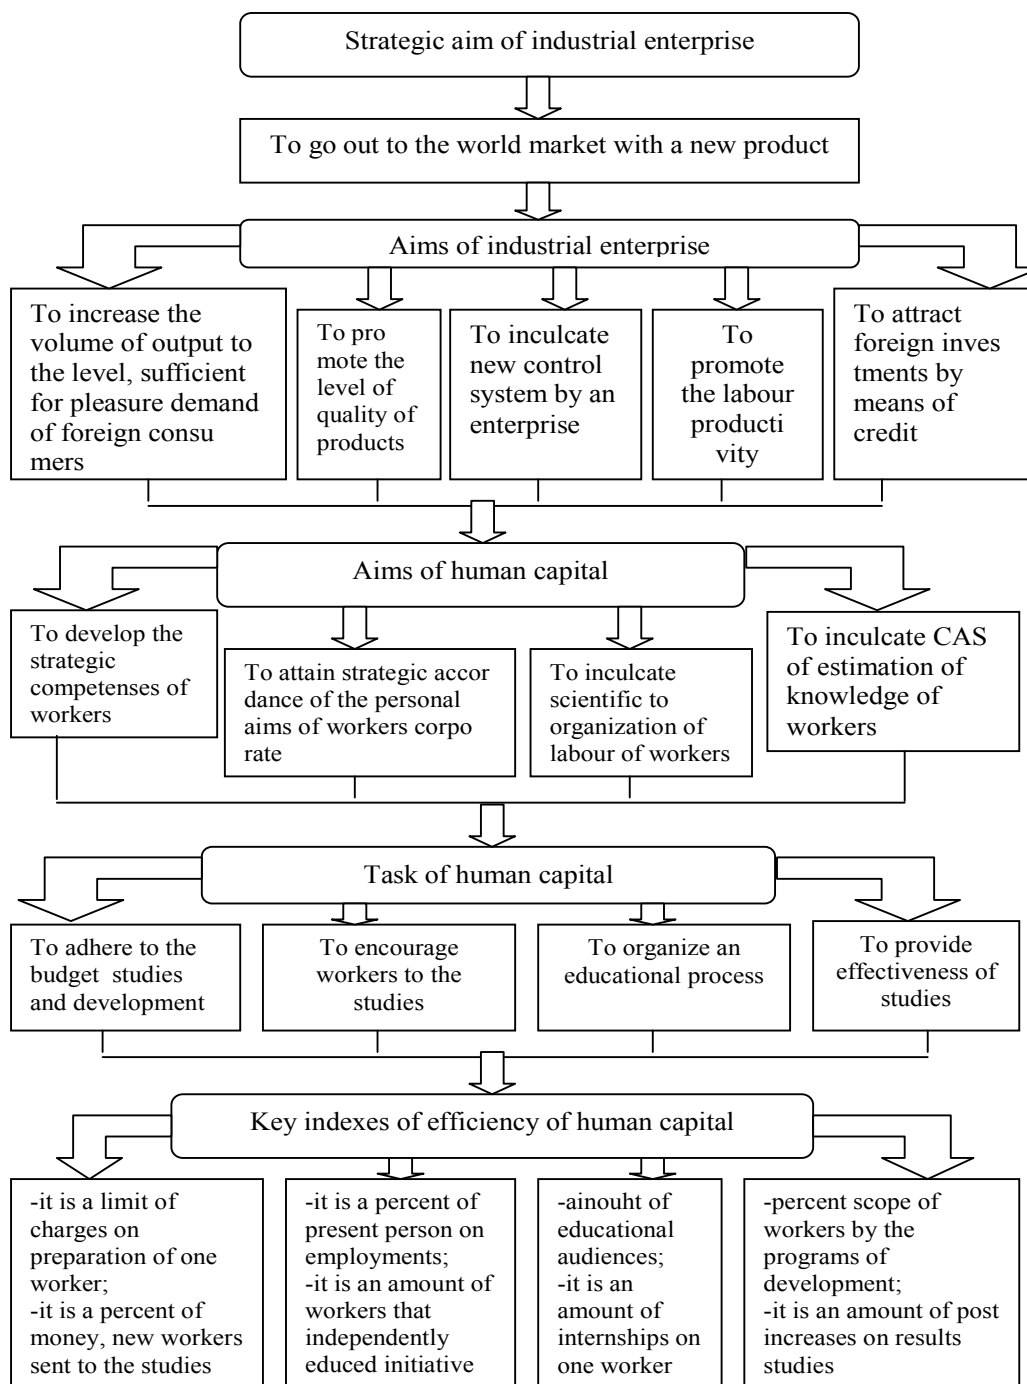 Strategic aim of industrial enterprise
To go out to the world market with a new product
Aims of industrial enterprise
To increase the
volume of output to
the level, sufficient
for pleasure demand
of foreign consu
mers
To pro
mote the
level of
quality of
products
To inculcate
new control
system by an
enterprise
To
promote
the labour
producti
vity
To attract
foreign inves
tments by
means of
credit
Aims of human capital
To develop the
strategic
competenses of
workers
To attain strategic accor
dance of the personal
aims of workers corpo
rate
To inculcate
scientific to
organization of
labour of workers
To inculcate CAS
of estimation of
knowledge of
workers
Task of human capital
To adhere to the
budget studies
and development
To encourage
workers to the
studies
To organize an
educational process
To provide
effectiveness of
studies
Key indexes of efficiency of human capital
-it is a limit of
charges on
preparation of one
worker;
-it is a percent of
money, new workers
sent to the studies
-it is a percent of
present person on
employments;
-it is an amount of
workers that
independently
educed initiative
-ainouht of
educational
audiences;
-it is an
amount of
internships on
one worker
-percent scope of
workers by the
programs of
development;
-it is an amount of post
increases on results
studies